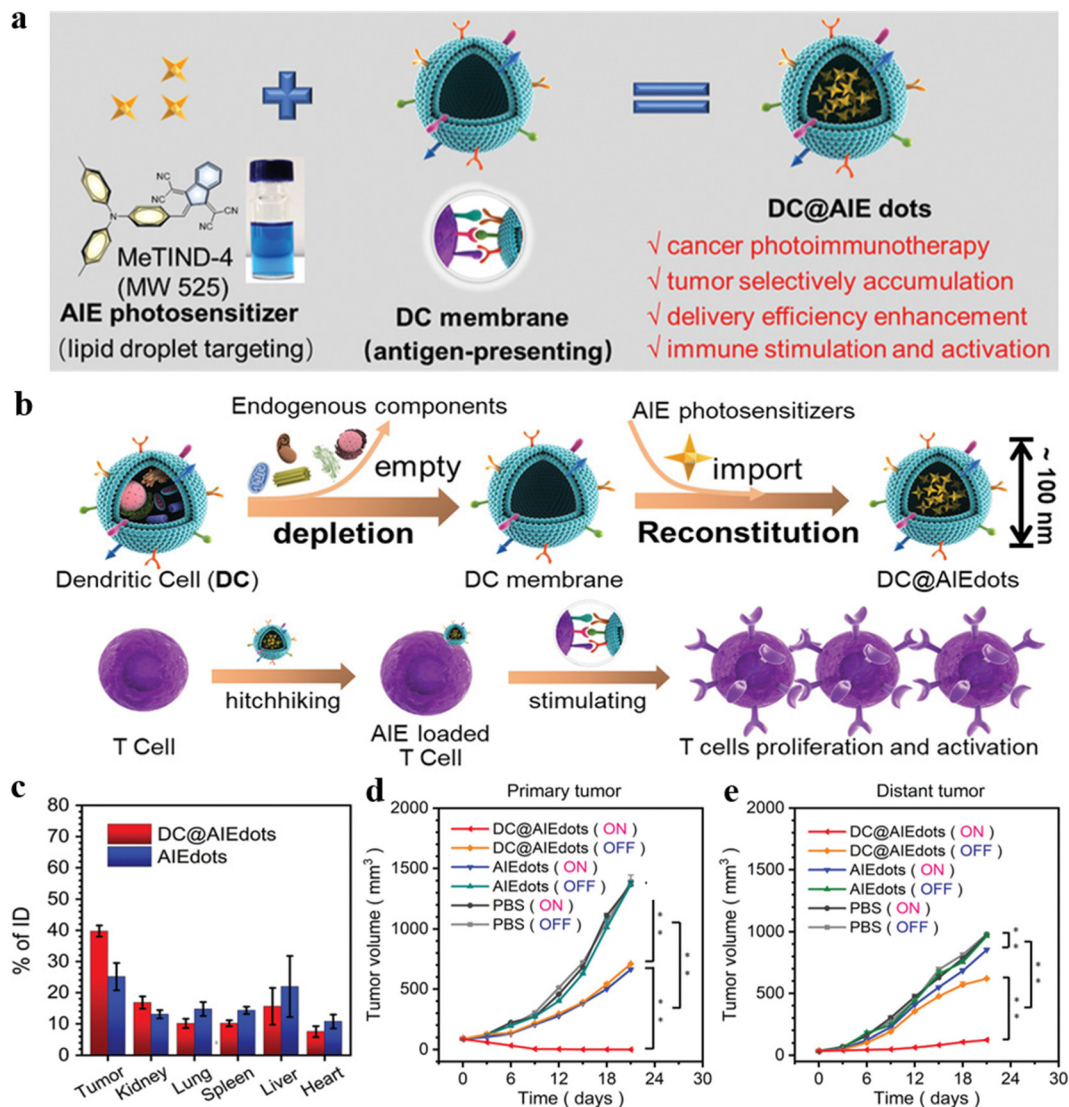 a
NC
CN
NC
CN
CN
N
MeTIND-4
(MW 525)
AIE photosensitizer
(lipid droplet targeting)
DC membrane
(antigen-presenting)
DC@AIE dots
√ cancer photoimmunotherapy
√ tumor selectively accumulation
√ delivery efficiency enhancement
√ immune stimulation and activation
b
Endogenous components
empty
depletion
Dendritic Cell (DC)
DC membrane
AIE photosensitizers
import
Reconstitution
DC@AIEdots
~ 100 nm
T Cell
hitchhiking
AIE loaded
T Cell
stimulating
T cells proliferation and activation
c
80
70
60
50
40
30
20
10
0
% of ID
DC@AIEdots
AIEdots
Tumor
Kidney
Lung
Spleen
Liver
Heart
d
Primary tumor
2000
1500
1000
500
0
Tumor volume (mm³)
DC@AIEdots ( ON )
DC@AIEdots ( OFF )
AIEdots ( ON )
AIEdots ( OFF )
PBS ( ON )
PBS ( OFF )
* *
* *
* *
0 6 12 18 24 30
Time ( days )
e
Distant tumor
2000
1500
1000
500
0
Tumor volume (mm³)
DC@AIEdots ( ON )
DC@AIEdots ( OFF )
AIEdots ( ON )
AIEdots ( OFF )
PBS ( ON )
PBS ( OFF )
* *
* *
* *
0 6 12 18 24 30
Time ( days )